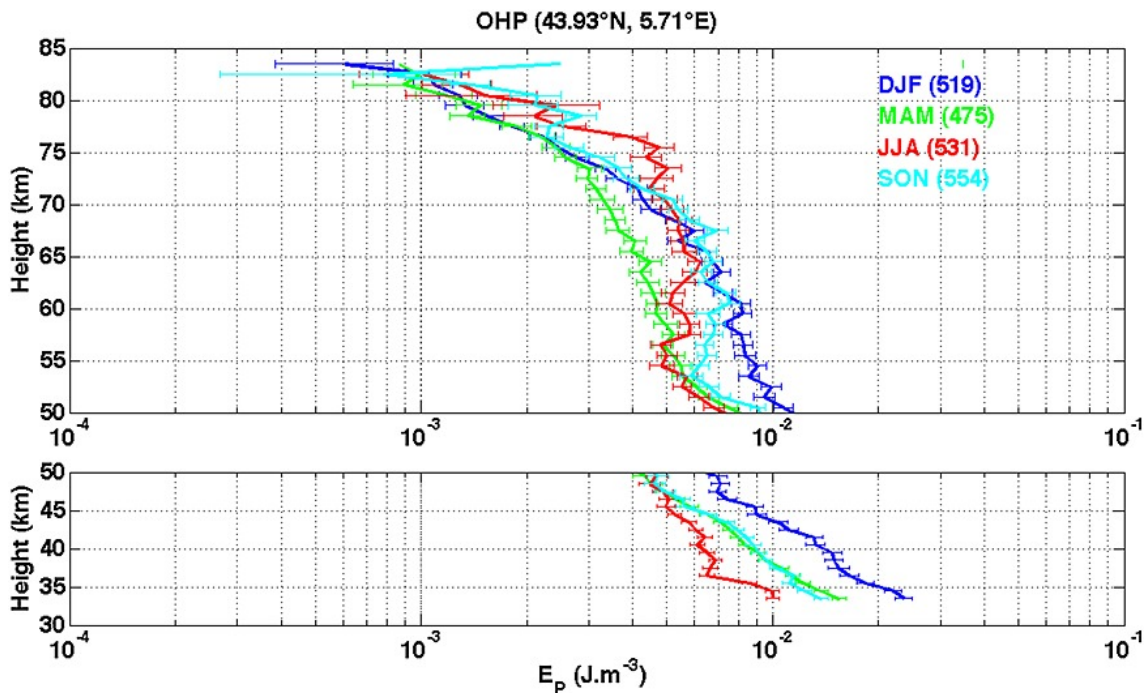 OHP (43.93°N, 5.71°E)
85
80
75
70
65
60
55
50
Height (km)
DJF (519)
MAM (475)
JJA (531)
SON (554)
10⁻⁴ 10⁻³ 10⁻² 10⁻¹
50
45
40
35
30
Height (km)
10⁻⁴ 10⁻³ 10⁻² 10⁻¹
E_P (J.m⁻³)